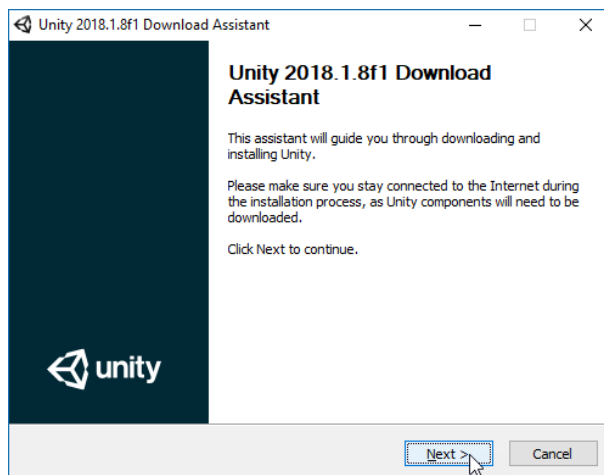 Unity 2018.1.8f1 Download Assistant
Unity 2018.1.8f1 Download
Assistant
This assistant will guide you through downloading and
installing Unity.
Please make sure you stay connected to the Internet during
the installation process, as Unity components will need to be
downloaded.
Click Next to continue.
unity
Next >
Cancel